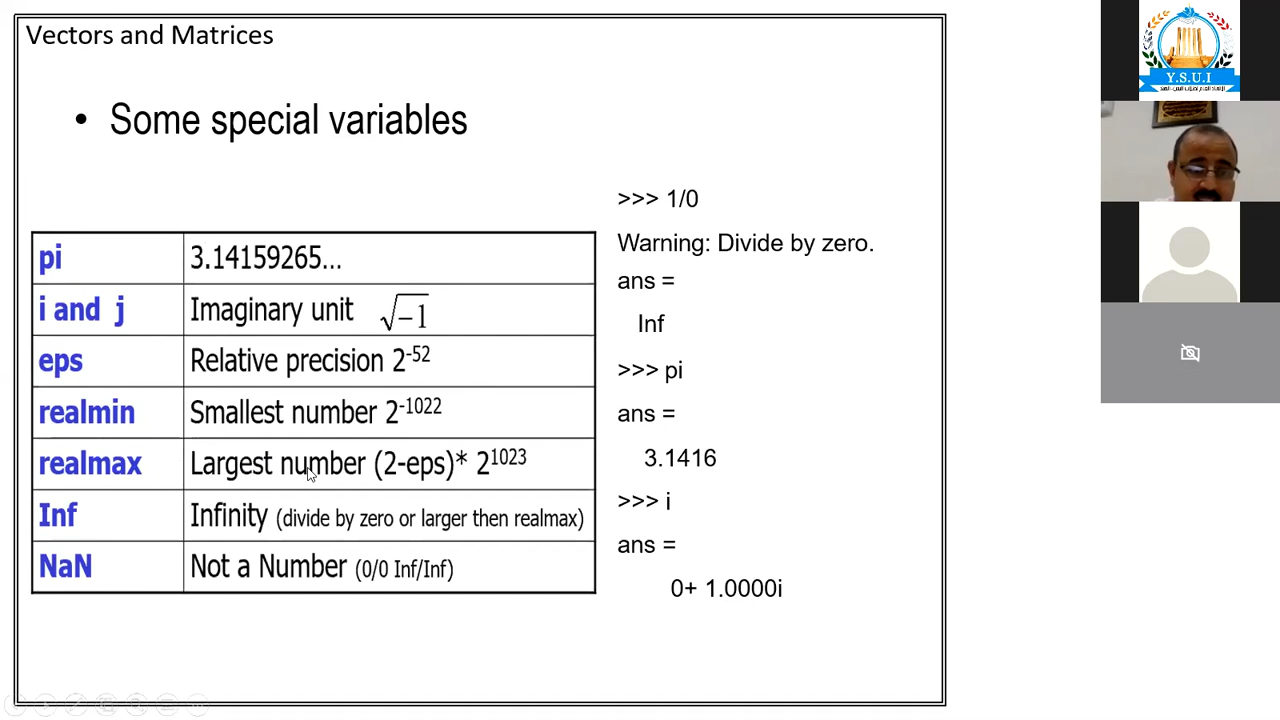 Vectors and Matrices
• Some special variables
pi 3.14159265...
i and j Imaginary unit √−1
eps Relative precision 2^-52
realmin Smallest number 2^-1022
realmax Largest number (2-eps)* 2^1023
Inf Infinity (divide by zero or larger then realmax)
NaN Not a Number (0/0 Inf/Inf)
>>> 1/0
Warning: Divide by zero.
ans =
Inf
>>> pi
ans =
3.1416
>>> i
ans =
0+ 1.0000i
Y.S.U.I